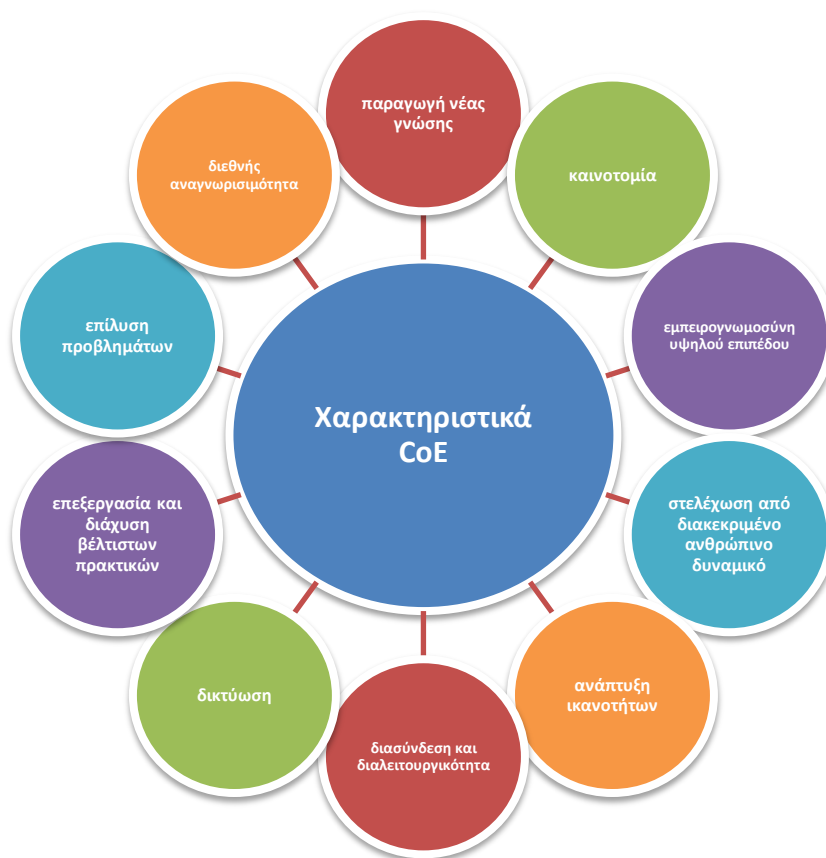 παραγωγή νέας
γνώσης
καινοτομία
εμπειρογνωμοσύνη
υψηλού επιπέδου
στελέχωση από
διακεκριμένο
ανθρώπινο
δυναμικό
ανάπτυξη
ικανοτήτων
διασύνδεση και
διαλειτουργικότητα
δικτύωση
επεξεργασία και
διάχυση
βέλτιστων
πρακτικών
επίλυση
προβλημάτων
διεθνής
αναγνωρισιμότητα
Χαρακτηριστικά
CoE